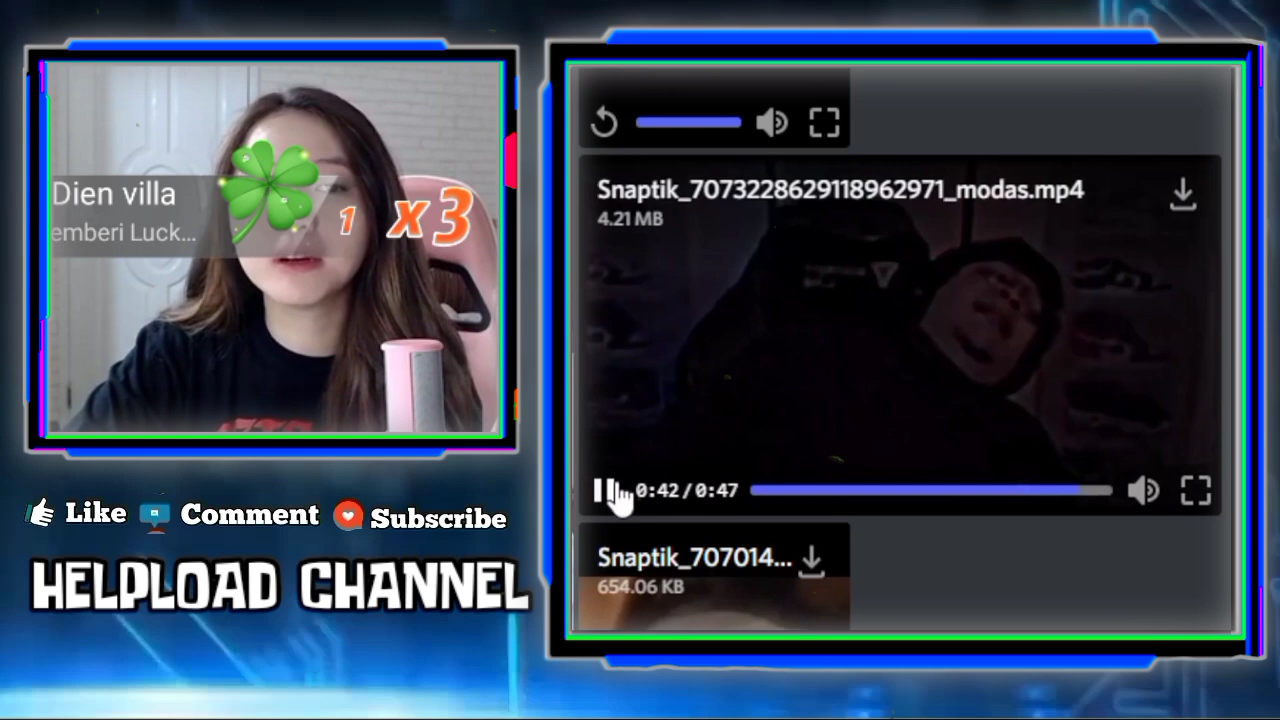 Dien villa
emberi Luck...
1 x3
Like Comment Subscribe
HELPLOAD CHANNEL
Snaptik_7073228629118962971_modas.mp4
4.21 MB
0:42 / 0:47
Snaptik_707014...
654.06 KB